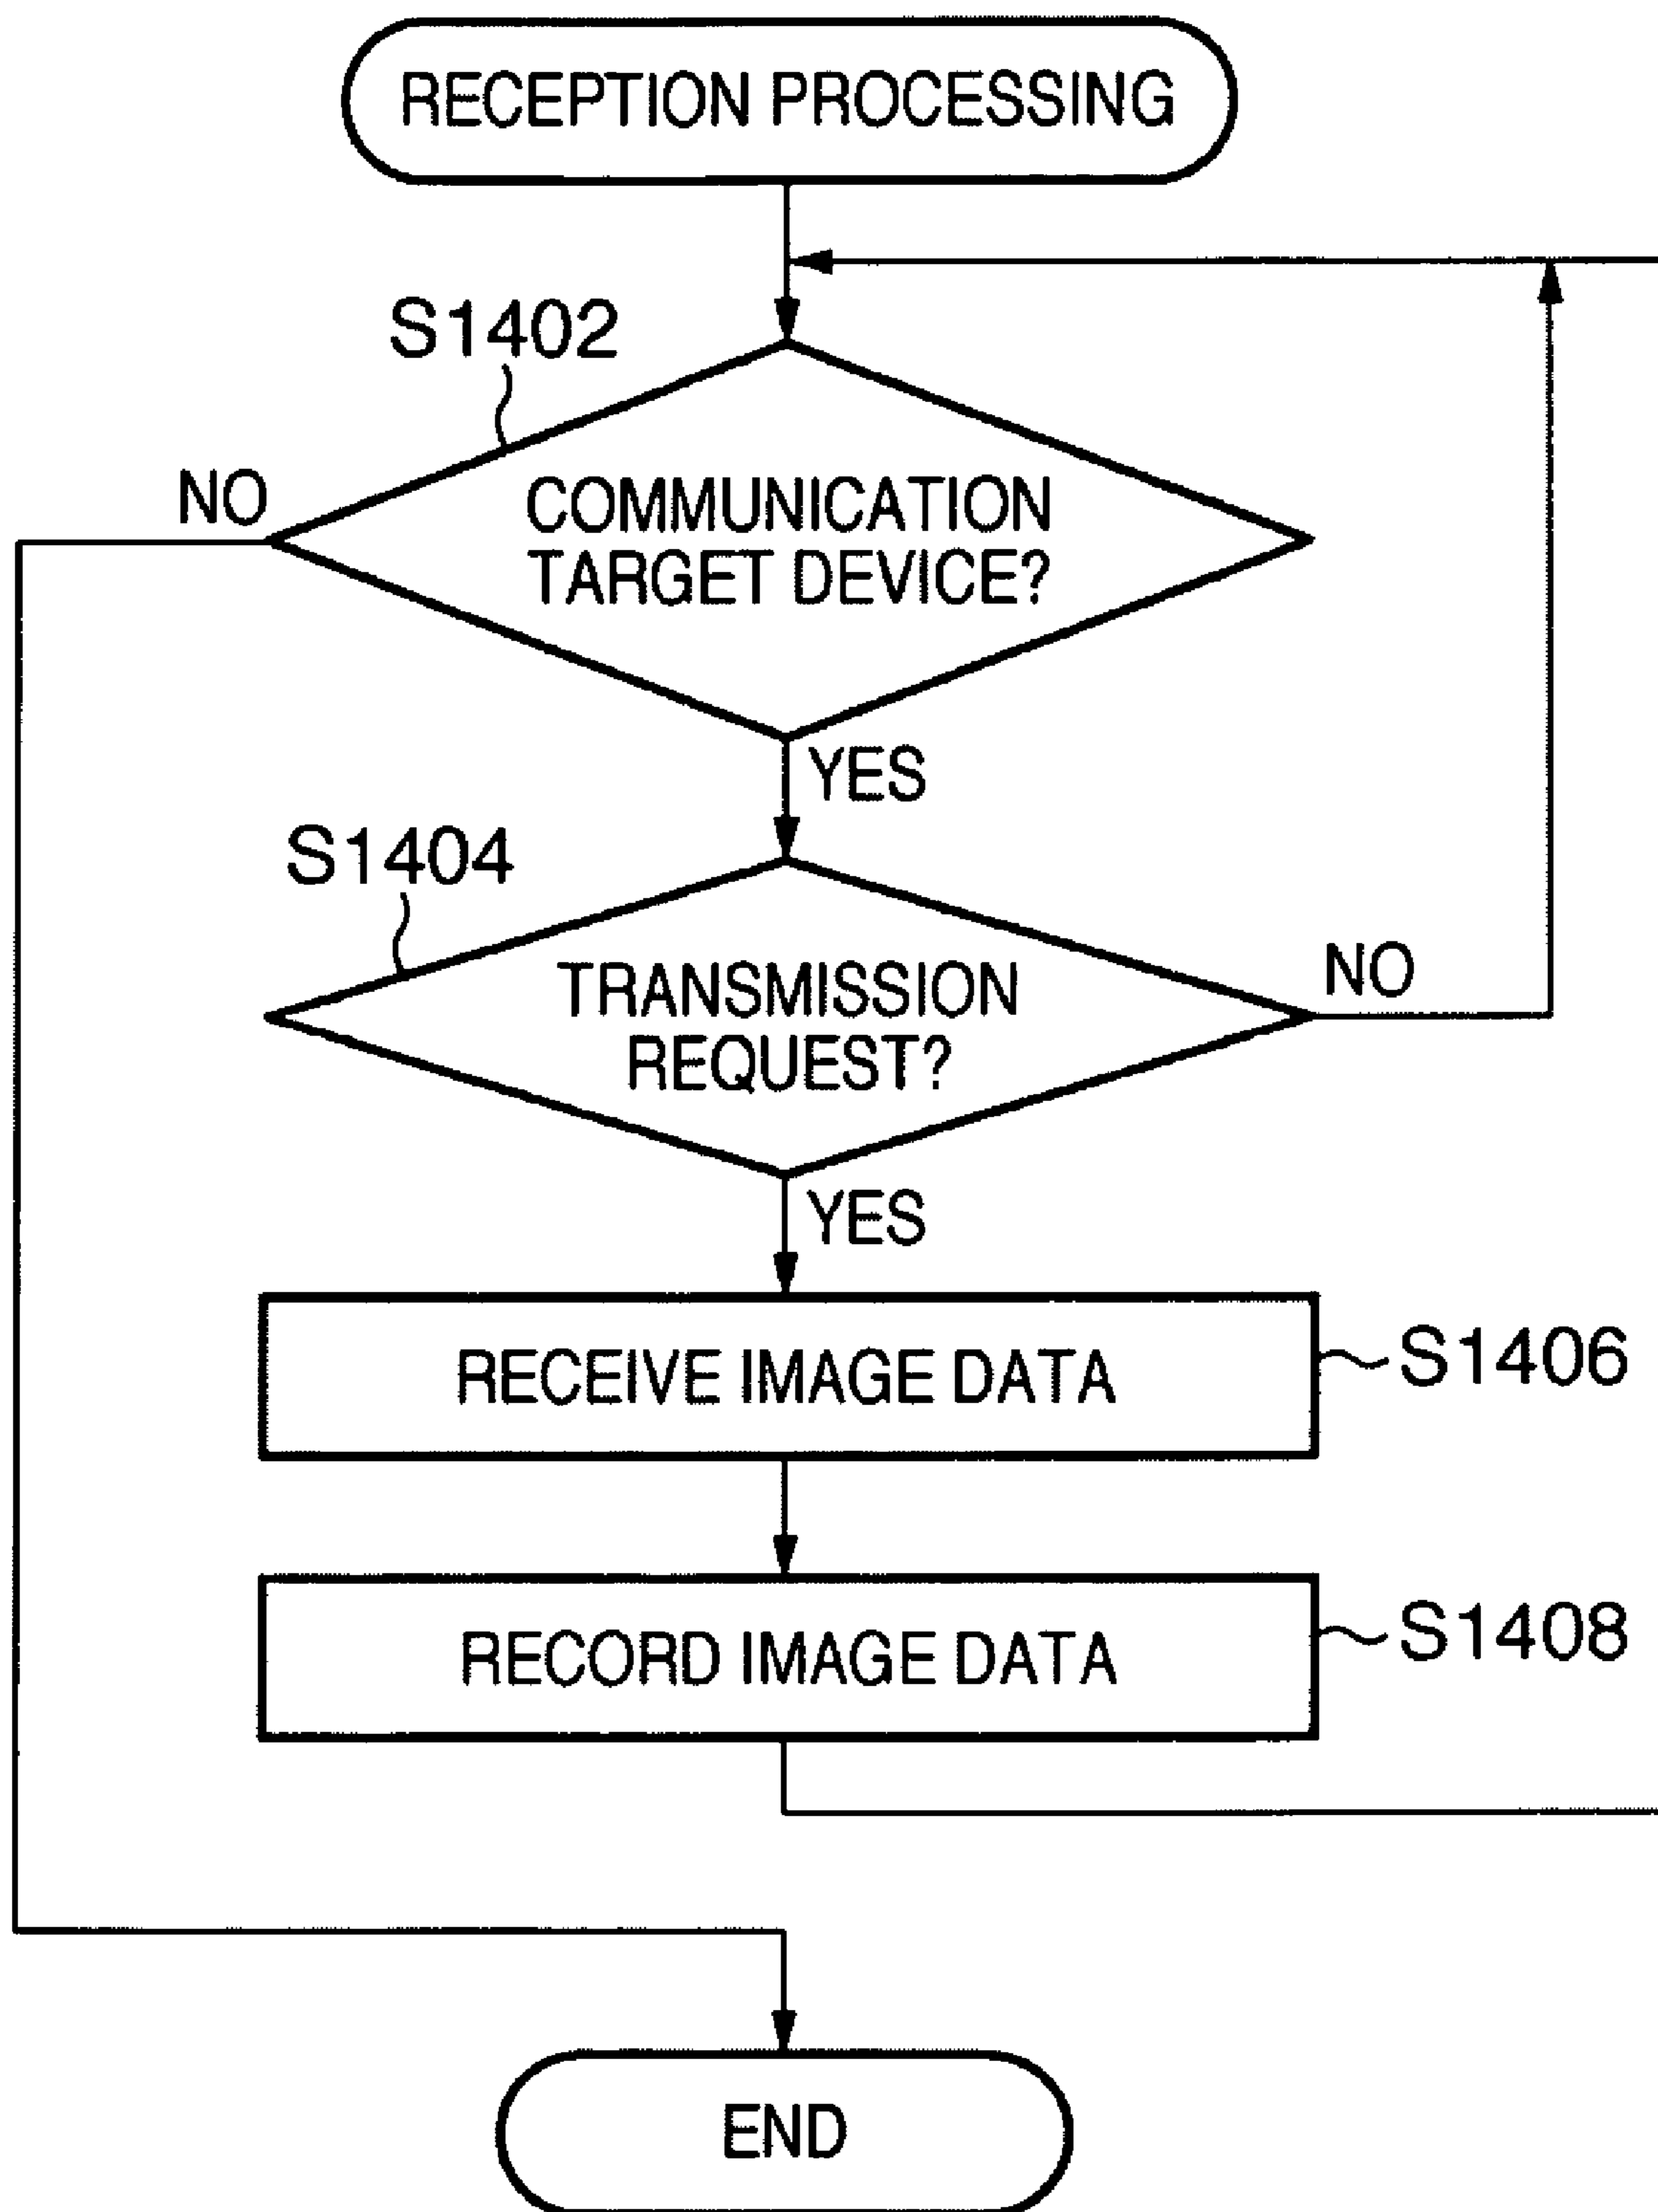 RECEPTION PROCESSING
S1402
NO
COMMUNICATION
TARGET DEVICE?
YES
S1404
TRANSMISSION
REQUEST?
NO
YES
RECEIVE IMAGE DATA
S1406
RECORD IMAGE DATA
S1408
END